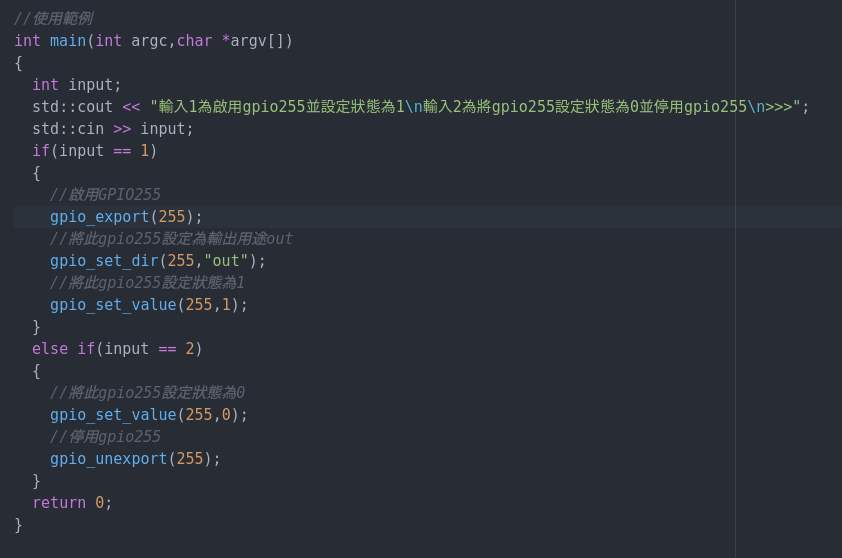 //使用範例
int main(int argc,char *argv[])
{
  int input;
  std::cout << "輸入1為啟用gpio255並設定狀態為1\n輸入2為將gpio255設定狀態為0並停用gpio255\n>>>";
  std::cin >> input;
  if(input == 1)
  {
    //啟用GPIO255
    gpio_export(255);
    //將此gpio255設定為輸出用途out
    gpio_set_dir(255,"out");
    //將此gpio255設定狀態為1
    gpio_set_value(255,1);
  }
  else if(input == 2)
  {
    //將此gpio255設定狀態為0
    gpio_set_value(255,0);
    //停用gpio255
    gpio_unexport(255);
  }
  return 0;
}